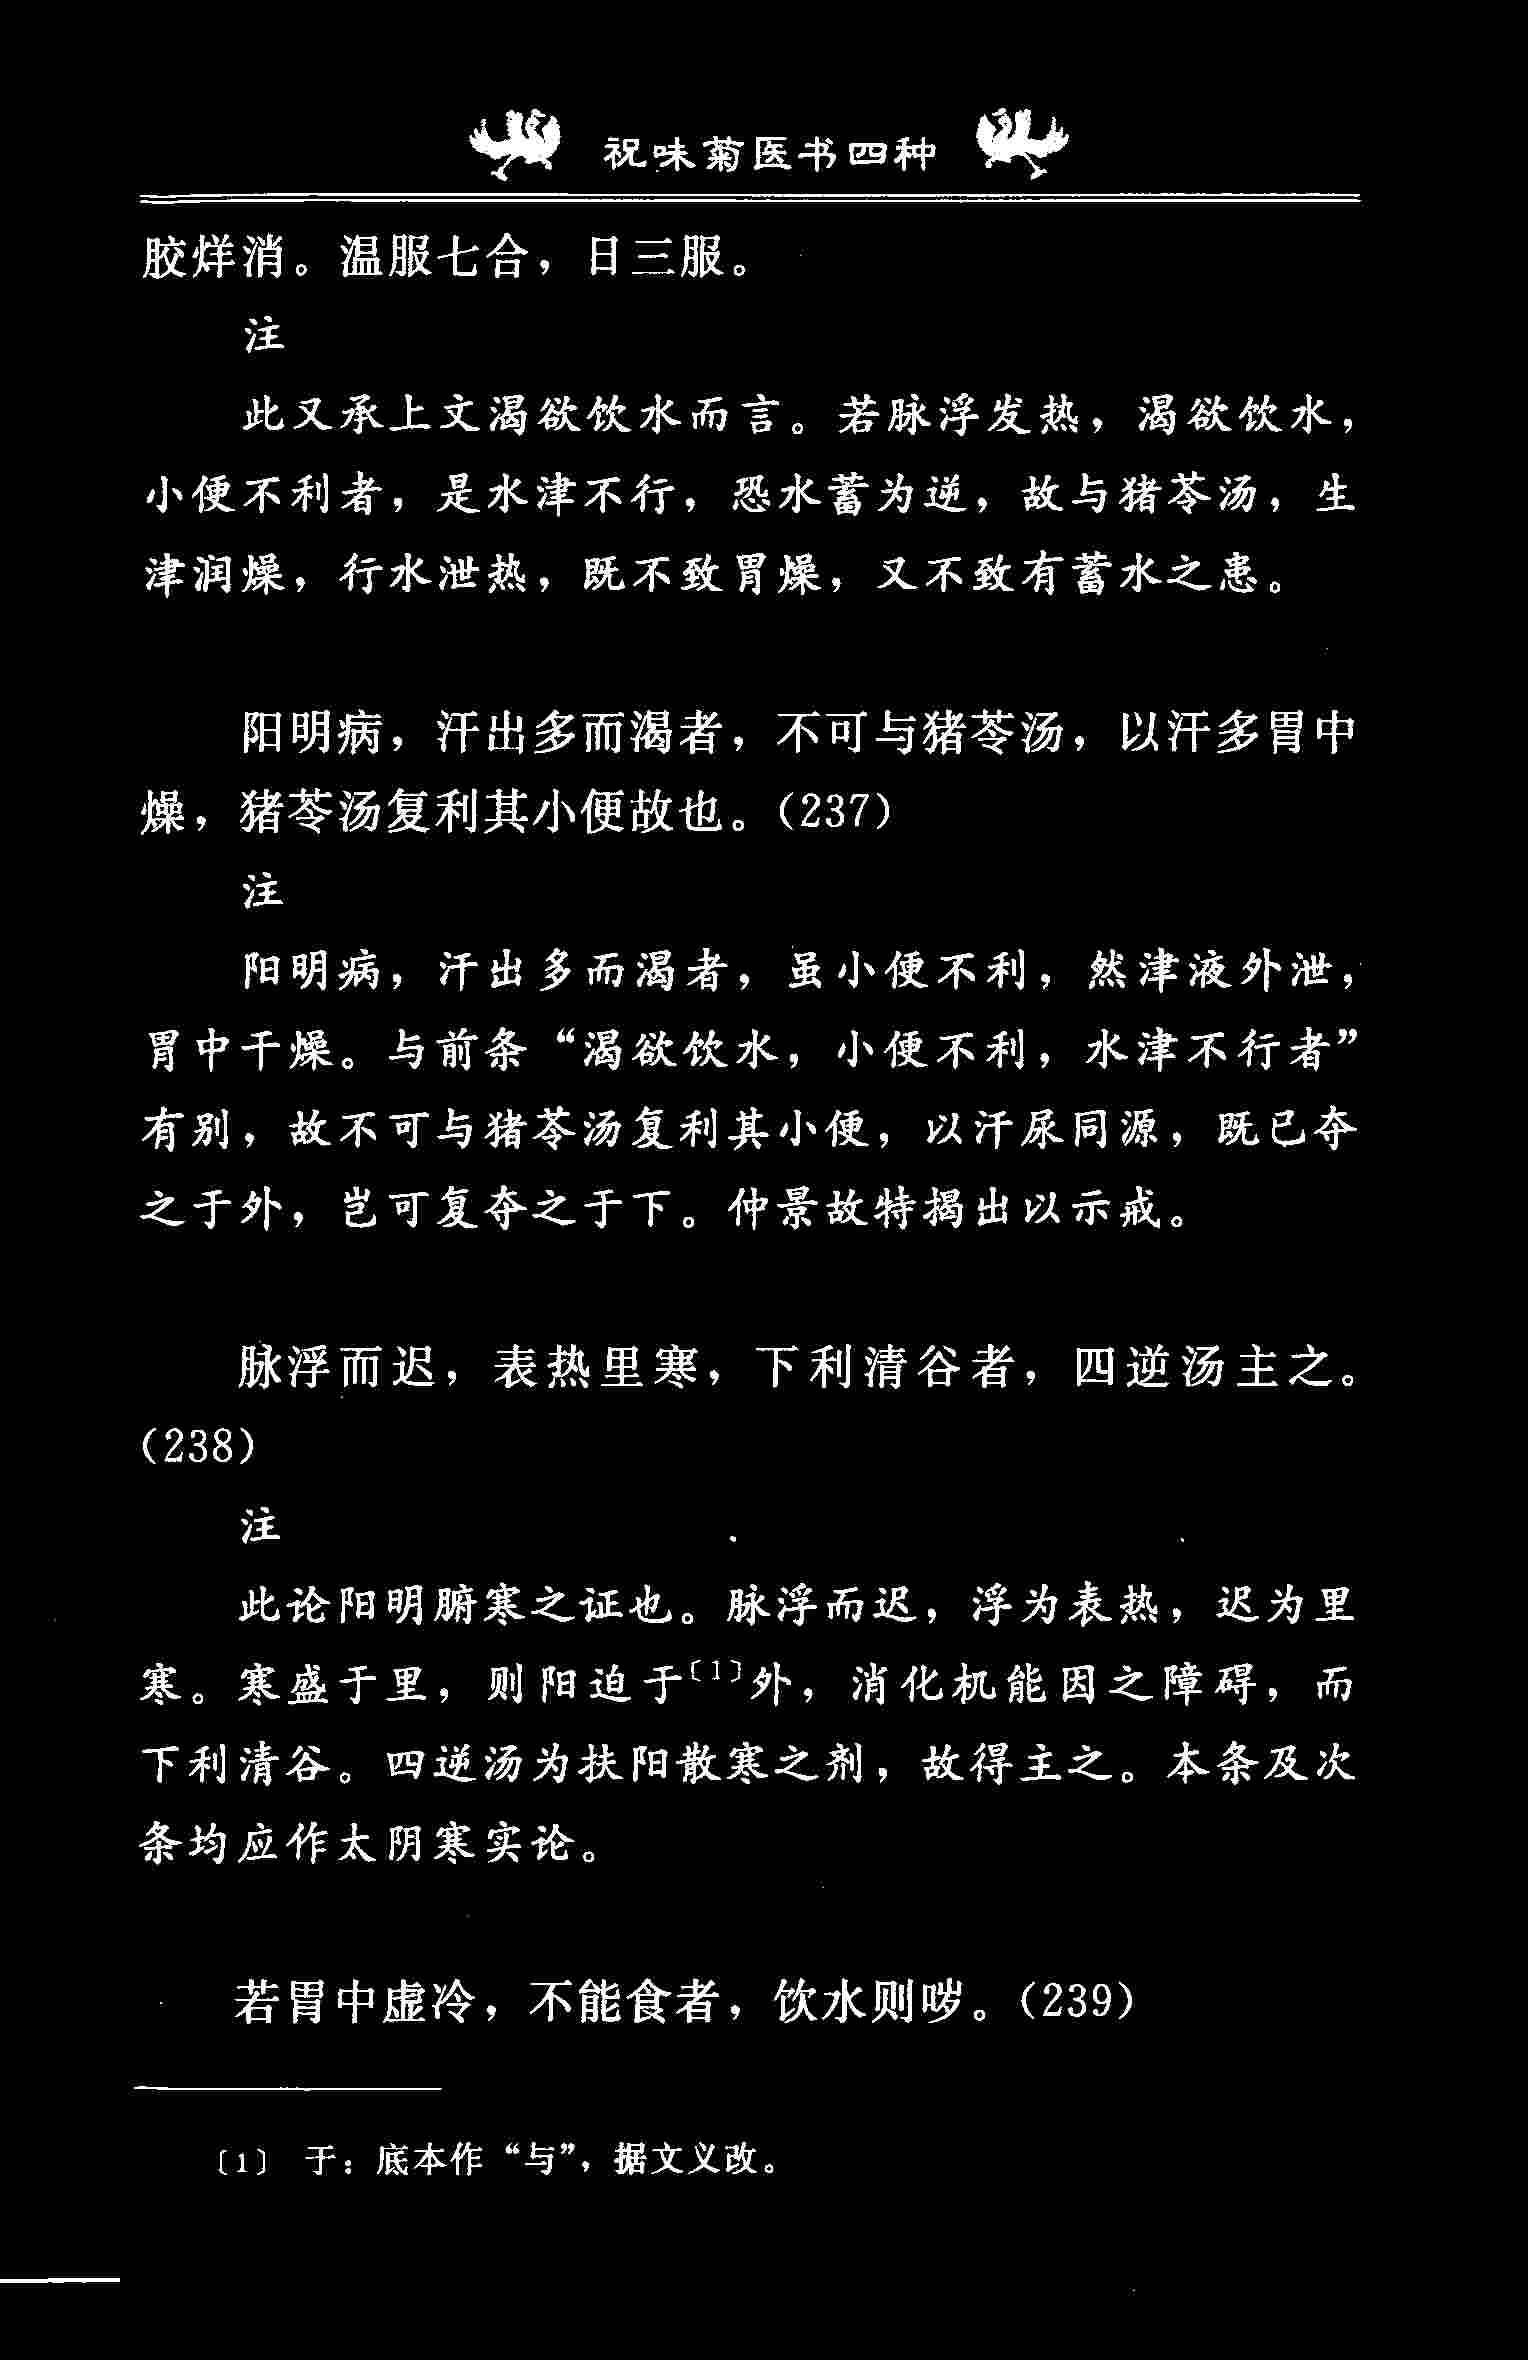 祝味菊医书四种
胶烊消。温服七合，日三服。
注
此又承上文渴欲饮水而言。若脉浮发热，渴欲饮水，
小便不利者，是水津不行，恐水蓄为逆，故与猪苓汤，生
津润燥，行水泄热，既不致胃燥，又不致有蓄水之患。
阳明病，汗出多而渴者，不可与猪苓汤，以汗多胃中
燥，猪苓汤复利其小便故也。(237)
注
阳明病，汗出多而渴者，虽小便不利，然津液外泄，
胃中干燥。与前条“渴欲饮水，小便不利，水津不行者”
有别，故不可与猪苓汤复利其小便，以汗尿同源，既已夺
之于外，岂可复夺之于下。仲景故特揭出以示戒。
脉浮而迟，表热里寒，下利清谷者，四逆汤主之。
(238)
注
此论阳明腑寒之证也。脉浮而迟，浮为表热，迟为里
寒。寒盛于里，则阳迫于〔1〕外，消化机能因之障碍，而
下利清谷。四逆汤为扶阳散寒之剂，故得主之。本条及次
条均应作太阴寒实论。
若胃中虚冷，不能食者，饮水则哕。(239)
〔1〕 于：底本作“与”，据文义改。